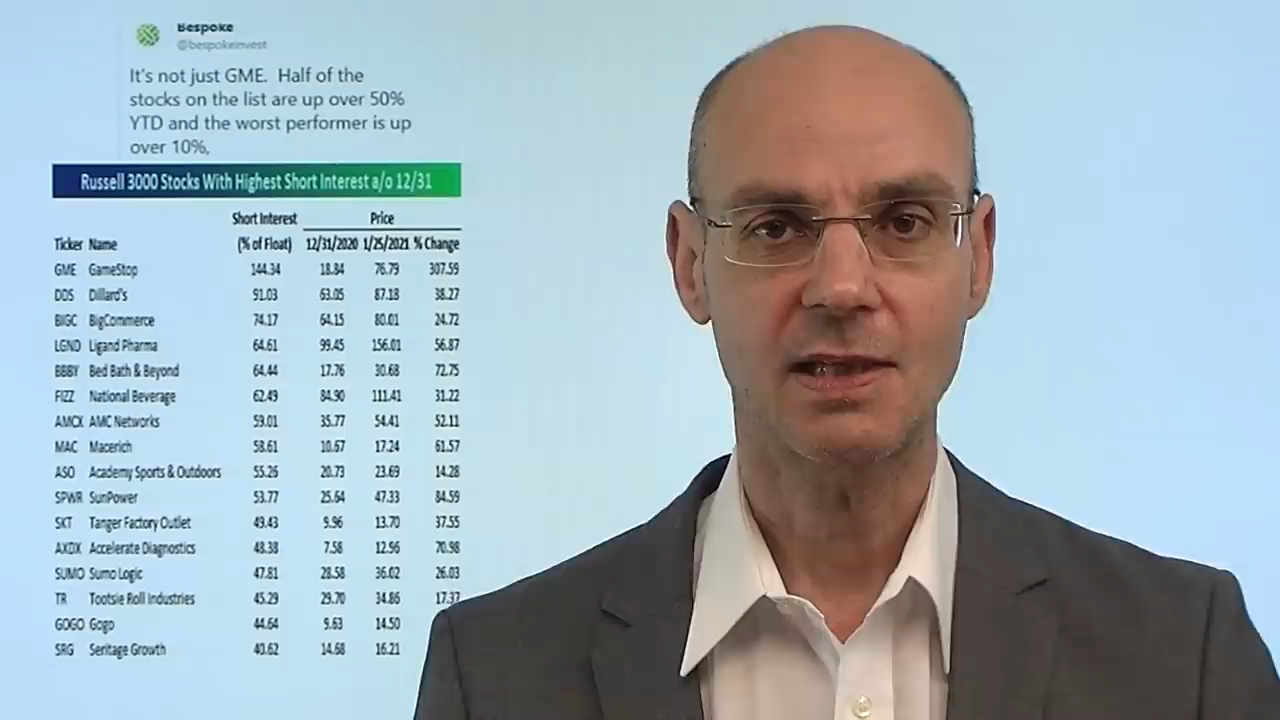 Bespoke
@bespokeinvest
It's not just GME. Half of the
stocks on the list are up over 50%
YTD and the worst performer is up
over 10%.
Russell 3000 Stocks With Highest Short Interest a/o 12/31
Short Interest Price
Ticker Name (% of Float) 12/31/2020 1/25/2021 % Change
GME GameStop 144.34 18.84 76.79 307.59
DDS Dillard's 91.03 63.05 87.18 38.27
BIGC BigCommerce 74.17 64.15 80.01 24.72
LGND Ligand Pharma 64.61 99.45 156.01 56.87
BBBY Bed Bath & Beyond 64.44 17.76 30.68 72.75
FIZZ National Beverage 62.49 84.90 111.41 31.22
AMCX AMC Networks 59.01 35.77 54.41 52.11
MAC Macerich 58.61 10.67 17.24 61.57
ASO Academy Sports & Outdoors 55.26 20.73 23.69 14.28
SPWR SunPower 53.77 25.64 47.33 84.59
SKT Tanger Factory Outlet 49.43 9.96 13.70 37.55
AXDX Accelerate Diagnostics 48.38 7.58 12.96 70.98
SUMO Sumo Logic 47.81 28.58 36.02 26.03
TR Tootsie Roll Industries 45.29 29.70 34.86 17.37
GOGO Gogo 44.64 9.63 14.50
SRG Seritage Growth 40.62 14.68 16.21